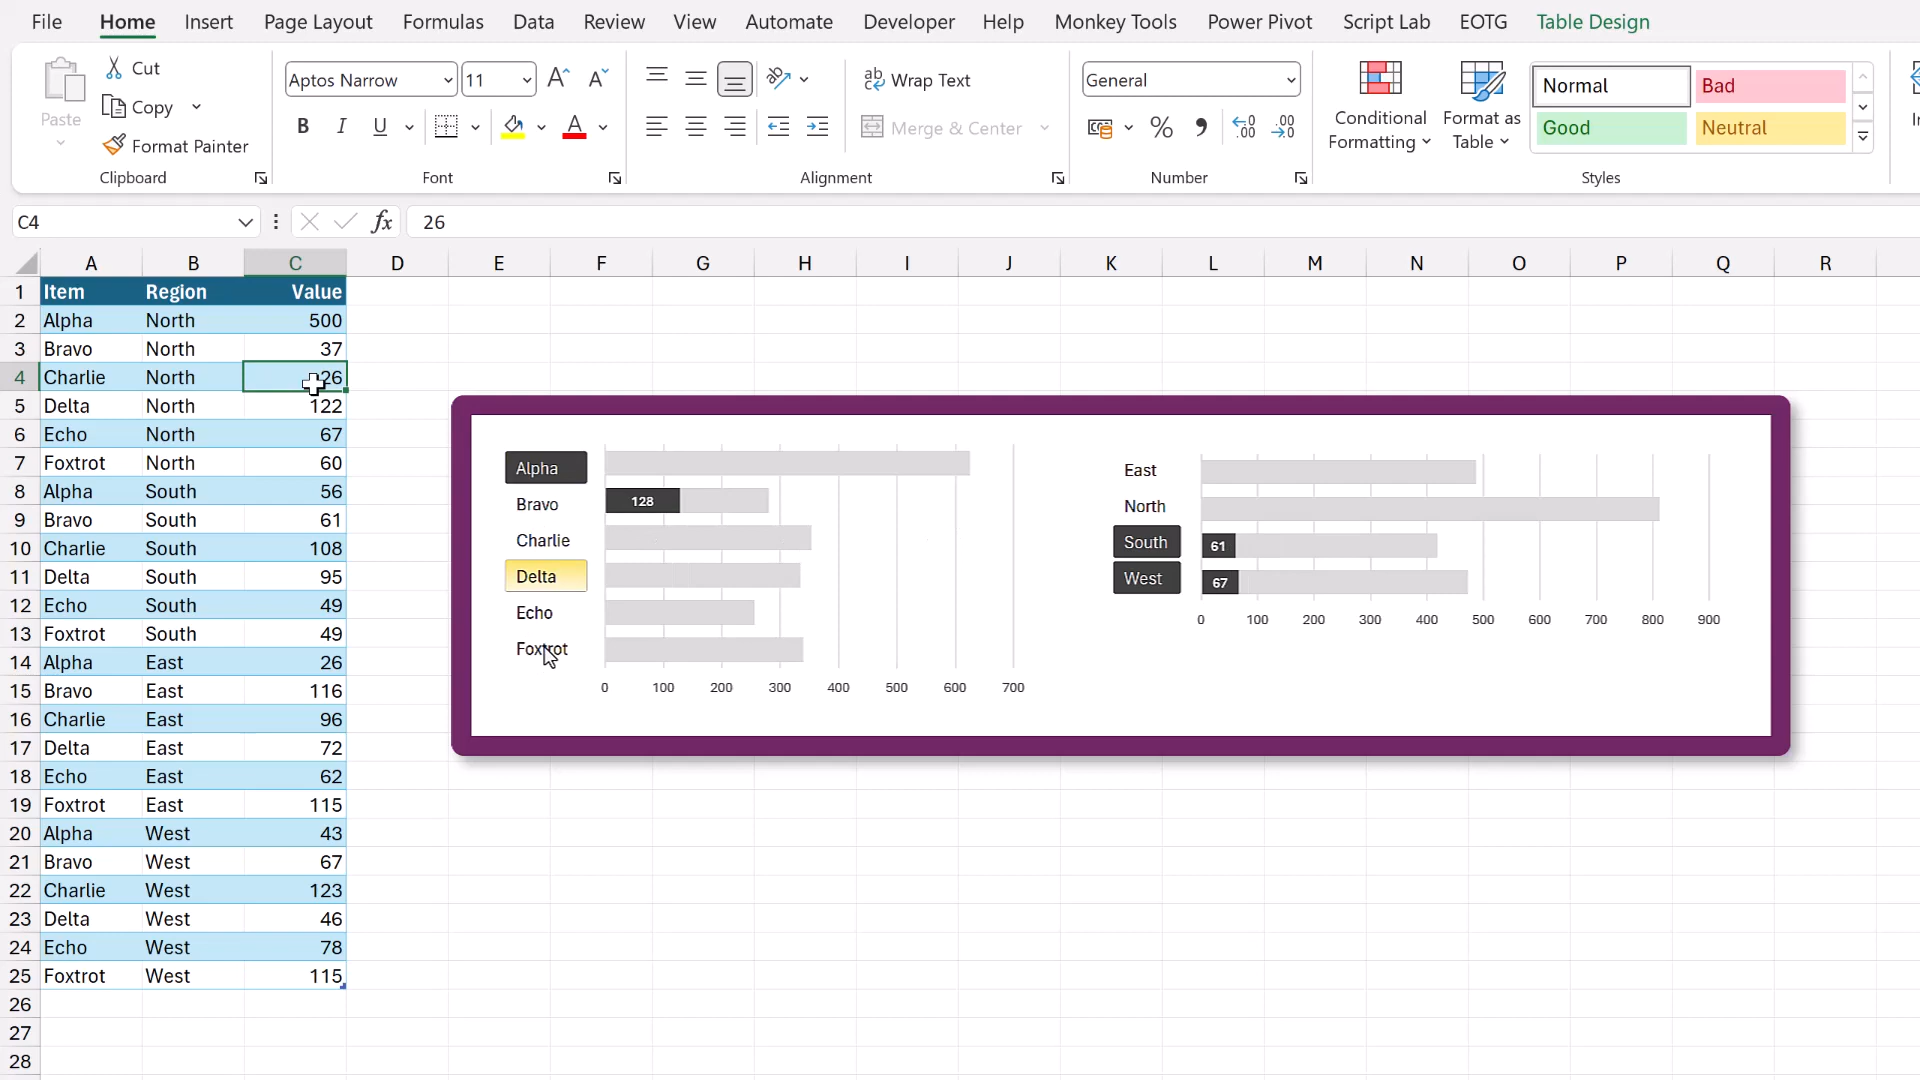 File Home Insert Page Layout Formulas Data Review View Automate Developer Help Monkey Tools Power Pivot Script Lab EOTG Table Design
Paste
Cut
Copy
Format Painter
Clipboard
Aptos Narrow 11
B I U
Font
Wrap Text
Merge & Center
Alignment
General
Number
Conditional Formatting
Format as Table
Normal Bad
Good Neutral
Styles
C4 fx 26
A B C D E F G H I J K L M N O P Q R
1 Item Region Value
2 Alpha North 500
3 Bravo North 37
4 Charlie North 26
5 Delta North 122
6 Echo North 67
7 Foxtrot North 60
8 Alpha South 56
9 Bravo South 61
10 Charlie South 108
11 Delta South 95
12 Echo South 49
13 Foxtrot South 49
14 Alpha East 26
15 Bravo East 116
16 Charlie East 96
17 Delta East 72
18 Echo East 62
19 Foxtrot East 115
20 Alpha West 43
21 Bravo West 67
22 Charlie West 123
23 Delta West 46
24 Echo West 78
25 Foxtrot West 115
26
27
28
Alpha
Bravo 128
Charlie
Delta
Echo
Foxtrot
0 100 200 300 400 500 600 700
East
North
South 61
West 67
0 100 200 300 400 500 600 700 800 900